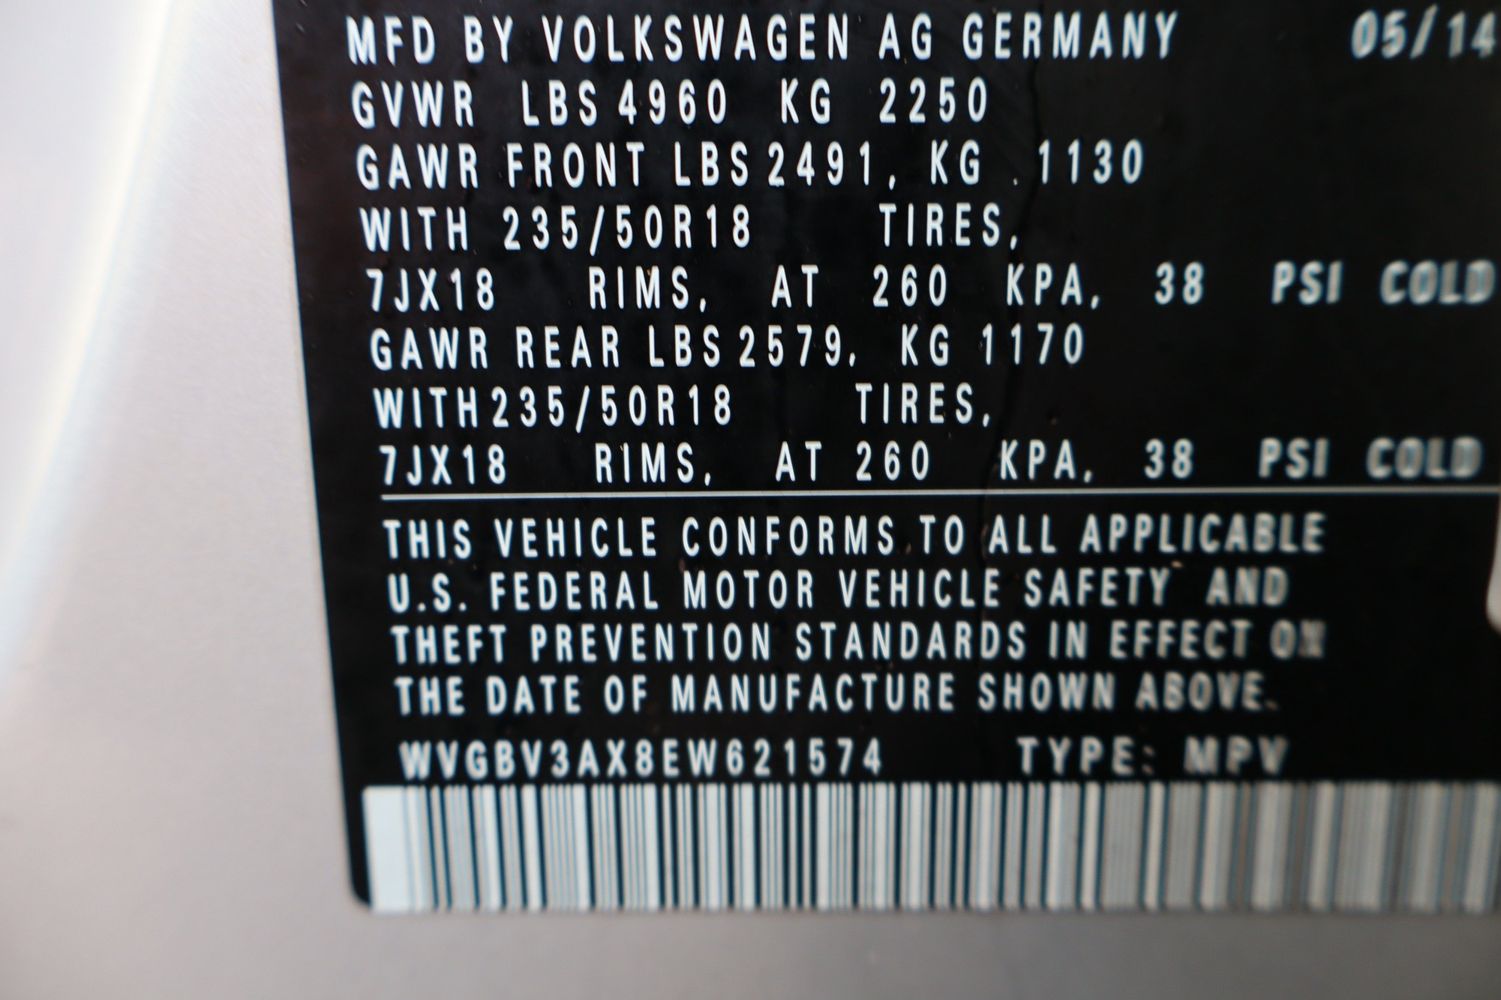 MFD BY VOLKSWAGEN AG GERMANY 05/14
GVWR LBS 4960 KG 2250
GAWR FRONT LBS 2491, KG 1130
WITH 235/50R18 TIRES,
7JX18 RIMS, AT 260 KPA, 38 PSI COLD
GAWR REAR LBS 2579, KG 1170
WITH 235/50R18 TIRES,
7JX18 RIMS, AT 260 KPA, 38 PSI COLD
THIS VEHICLE CONFORMS TO ALL APPLICABLE
U.S. FEDERAL MOTOR VEHICLE SAFETY AND
THEFT PREVENTION STANDARDS IN EFFECT ON
THE DATE OF MANUFACTURE SHOWN ABOVE.
WVGBV3AX8EW621574 TYPE: MPV